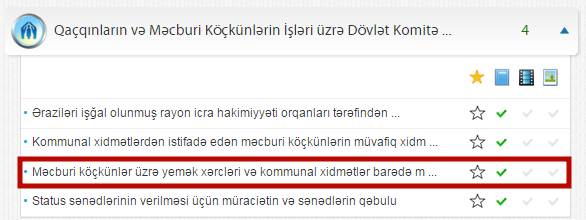 Qaçqınların və Məcburi Köçkünlərin İşləri üzrə Dövlət Komitə ... 4
Əraziləri işğal olunmuş rayon icra hakimiyyəti orqanları tərəfindən ...
Kommunal xidmətlərdən istifadə edən məcburi köçkünlərin müvafiq xidm ...
Məcburi köçkünlər üzrə yemək xərcləri və kommunal xidmətlər barədə m ...
Status sənədlərinin verilməsi üçün müraciətin və sənədlərin qəbulu